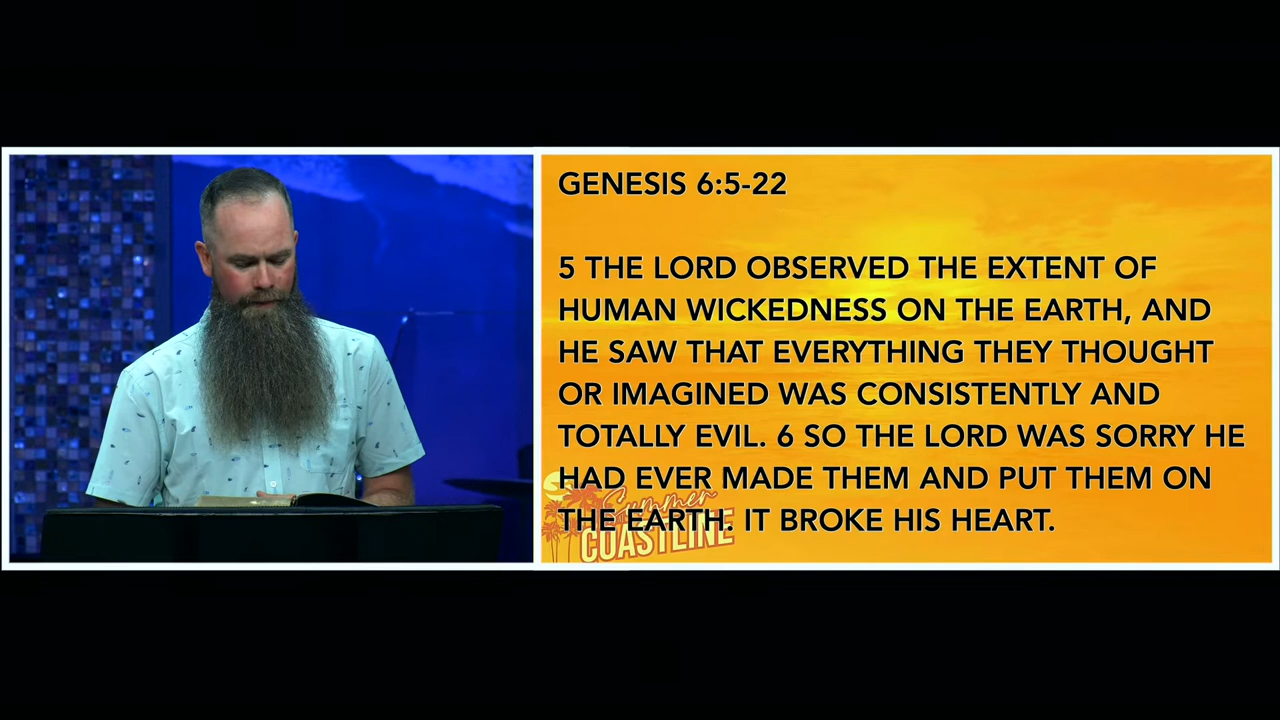 GENESIS 6:5-22
5 THE LORD OBSERVED THE EXTENT OF
HUMAN WICKEDNESS ON THE EARTH, AND
HE SAW THAT EVERYTHING THEY THOUGHT
OR IMAGINED WAS CONSISTENTLY AND
TOTALLY EVIL. 6 SO THE LORD WAS SORRY HE
HAD EVER MADE THEM AND PUT THEM ON
THE EARTH. IT BROKE HIS HEART.
Summer
COASTLINE